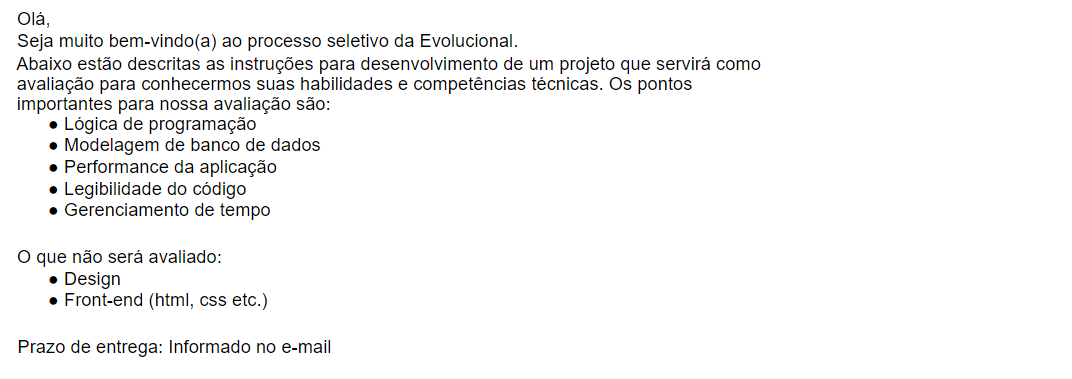 Olá,
Seja muito bem-vindo(a) ao processo seletivo da Evolucional.
Abaixo estão descritas as instruções para desenvolvimento de um projeto que servirá como
avaliação para conhecermos suas habilidades e competências técnicas. Os pontos
importantes para nossa avaliação são:
● Lógica de programação
● Modelagem de banco de dados
● Performance da aplicação
● Legibilidade do código
● Gerenciamento de tempo
O que não será avaliado:
● Design
● Front-end (html, css etc.)
Prazo de entrega: Informado no e-mail